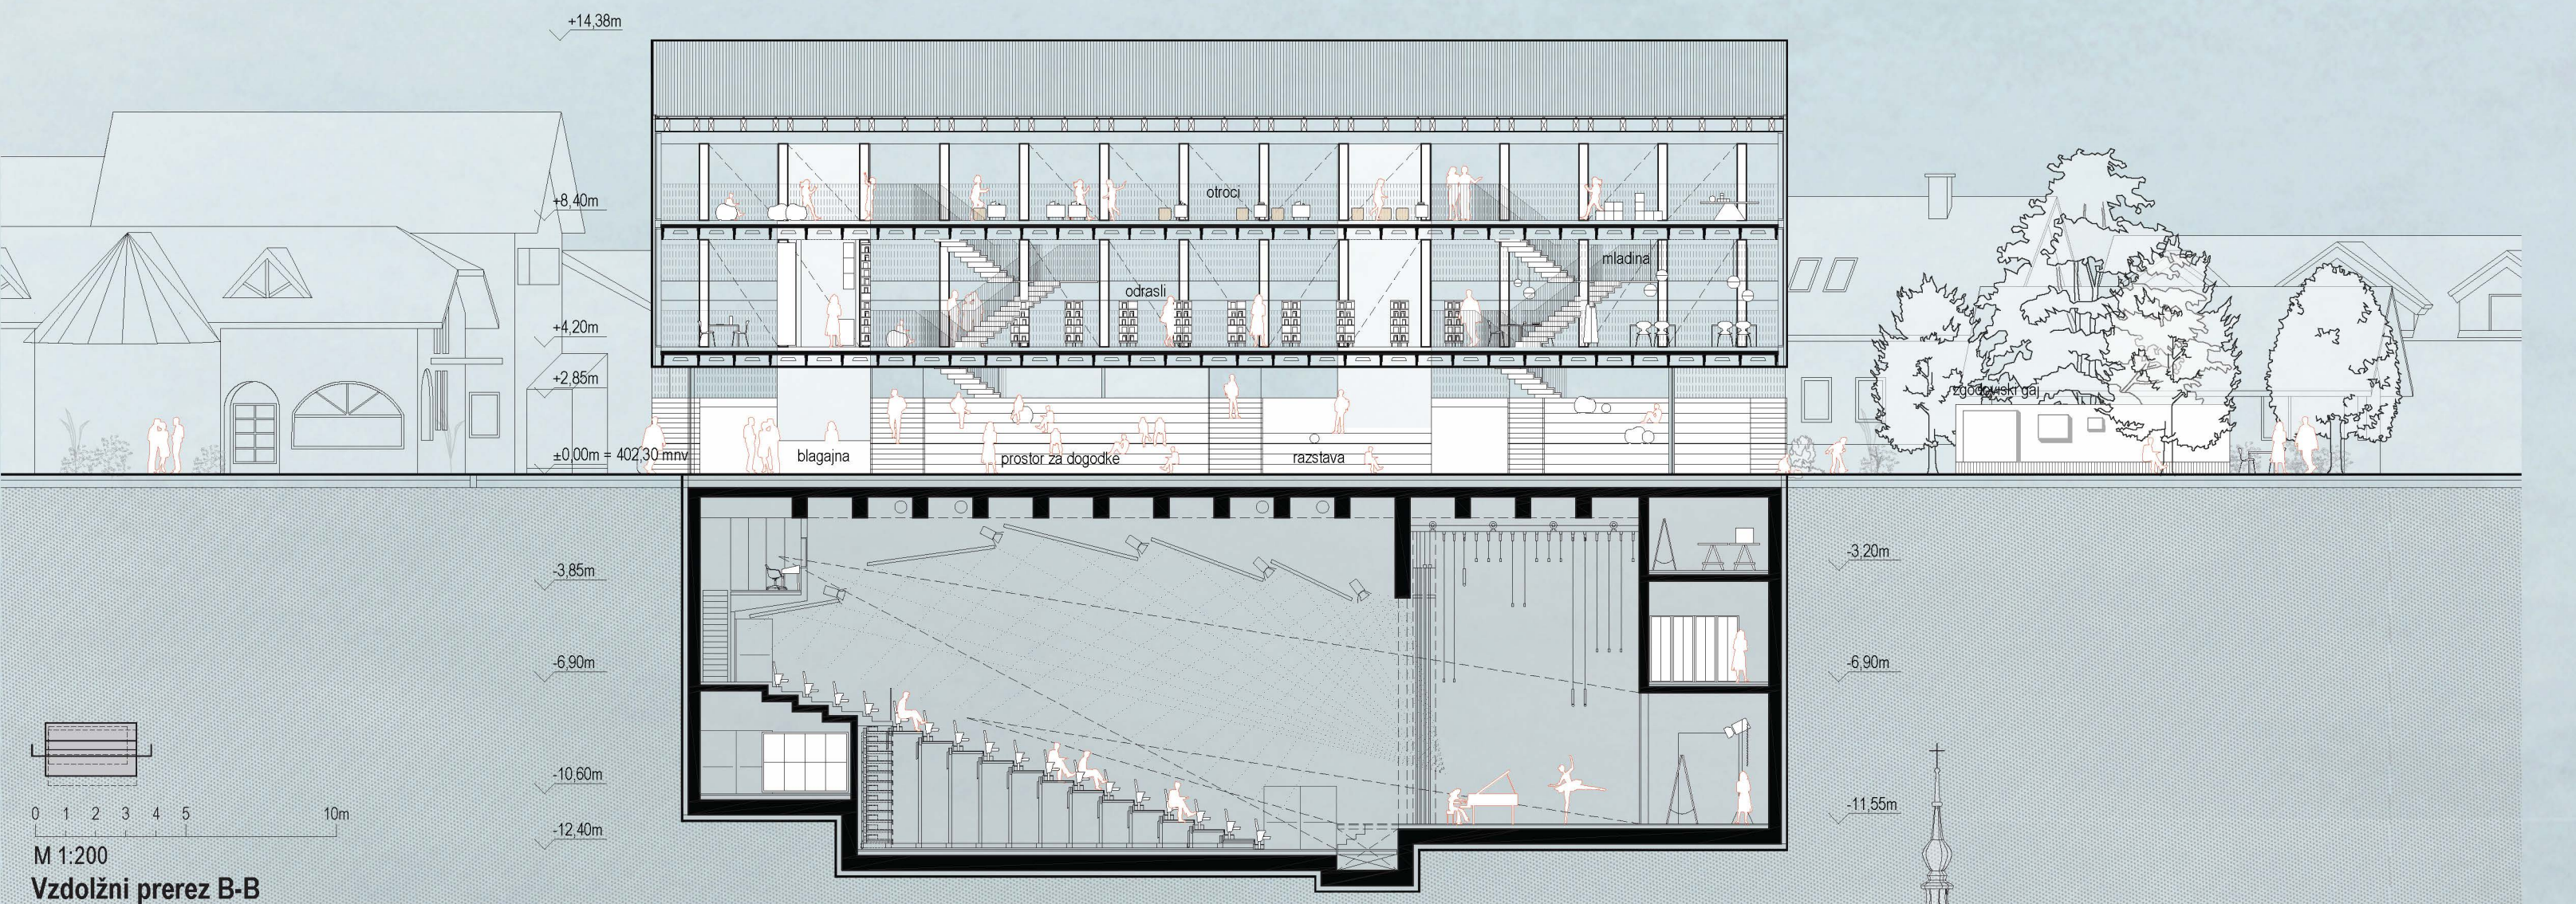 +14,38m
otroci
+8,40m
mladina
odrasli
+4,20m
+2,85m
zgodovski gaj
±0,00m = 402,30 mnv
blagajna
prostor za dogodke
razstava
-3,20m
-3,85m
-6,90m
-6,90m
-10,60m
-11,55m
-12,40m
0 1 2 3 4 5 10m
M 1:200
Vzdolžni prerez B-B